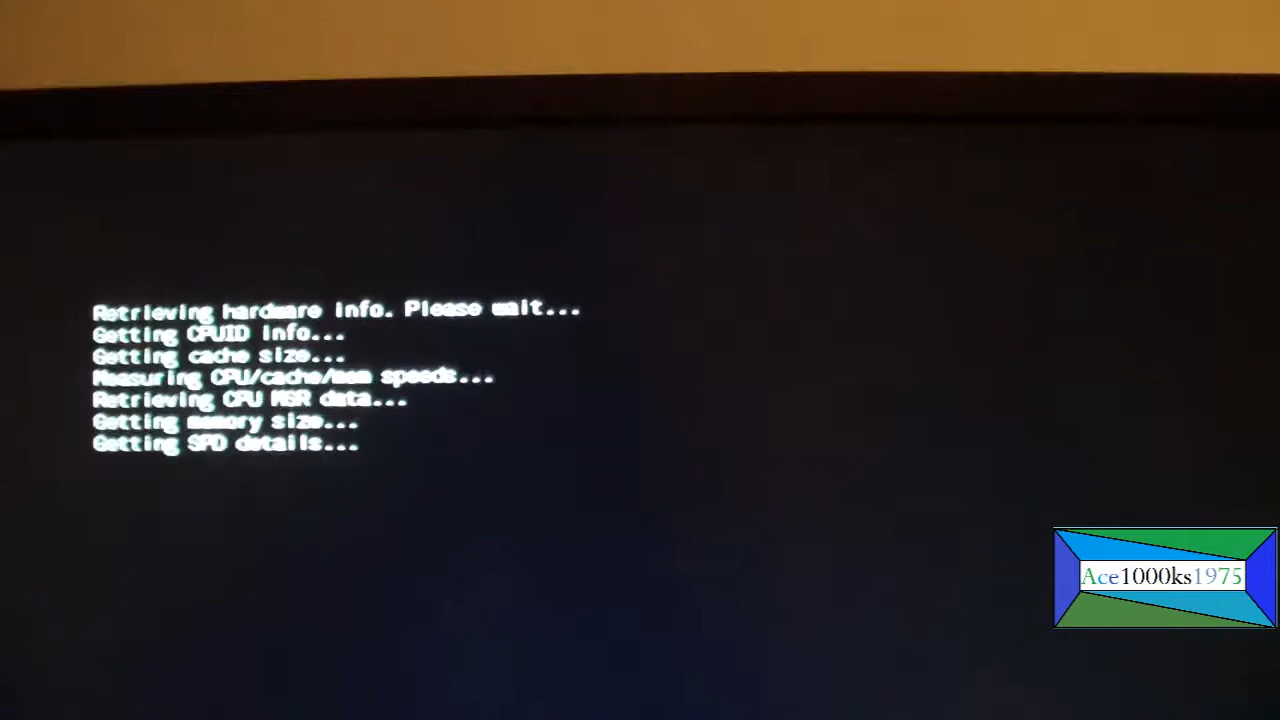 Retrieving hardware info. Please wait...
Getting CPUID info...
Getting cache size...
Measuring CPU/cache/mem speeds...
Retrieving CPU MSR data...
Getting memory size...
Getting SPD details...
Ace1000ks1975